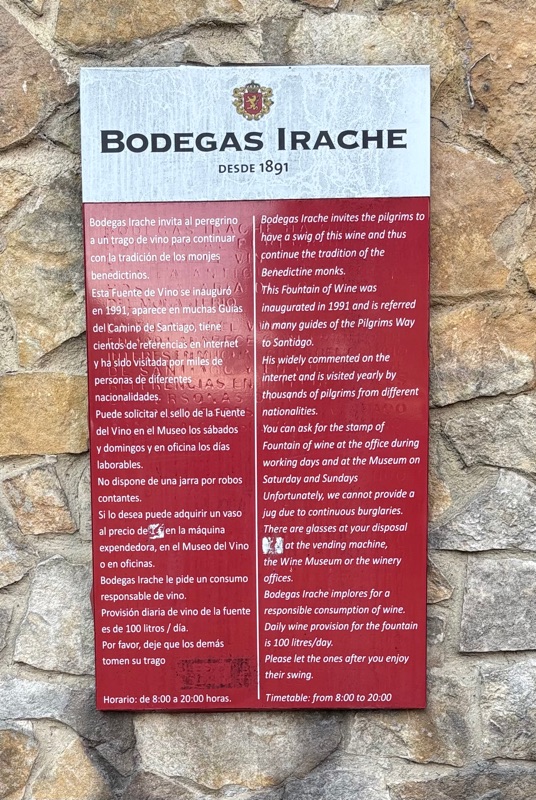 BODEGAS IRACHE
DESDE 1891
Bodegas Irache invita al peregrino
a un trago de vino para continuar
con la tradición de los monjes
benedictinos.
Esta Fuente de Vino se inauguró
en 1991, aparece en muchas Guías
del Camino de Santiago, tiene
cientos de referencias en internet
y ha sido visitada por miles de
personas de diferentes
nacionalidades.
Puede solicitar el sello de la Fuente
del Vino en el Museo los sábados
y domingos y en oficina los días
laborables.
No dispone de una jarra por robos
contantes.
Si lo desea puede adquirir un vaso
al precio de en la máquina
expendedora, en el Museo del Vino
o en oficinas.
Bodegas Irache le pide un consumo
responsable de vino.
Provisión diaria de vino de la fuente
es de 100 litros / día.
Por favor, deje que los demás
tomen su trago
Horario: de 8:00 a 20:00 horas.
Bodegas Irache invites the pilgrims to
have a swig of this wine and thus
continue the tradition of the
Benedictine monks.
This Fountain of Wine was
inaugurated in 1991 and is referred
in many guides of the Pilgrims Way
to Santiago.
His widely commented on the
internet and is visited yearly by
thousands of pilgrims from different
nationalities.
You can ask for the stamp of
Fountain of wine at the office during
working days and at the Museum on
Saturday and Sundays
Unfortunately, we cannot provide a
jug due to continuous burglaries.
There are glasses at your disposal
at the vending machine,
the Wine Museum or the winery
offices.
Bodegas Irache implores for a
responsible consumption of wine.
Daily wine provision for the fountain
is 100 litres/day.
Please let the ones after you enjoy
their swing.
Timetable: from 8:00 to 20:00